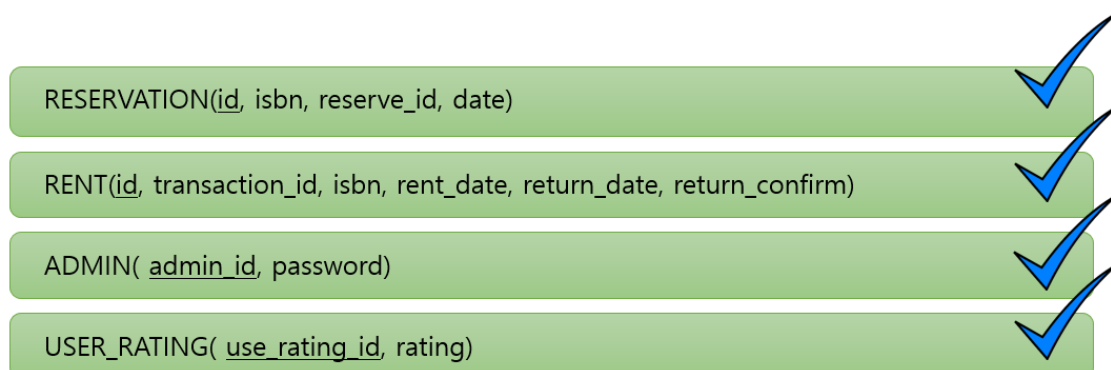 RESERVATION(id, isbn, reserve_id, date)
RENT(id, transaction_id, isbn, rent_date, return_date, return_confirm)
ADMIN( admin_id, password)
USER_RATING( use_rating_id, rating)